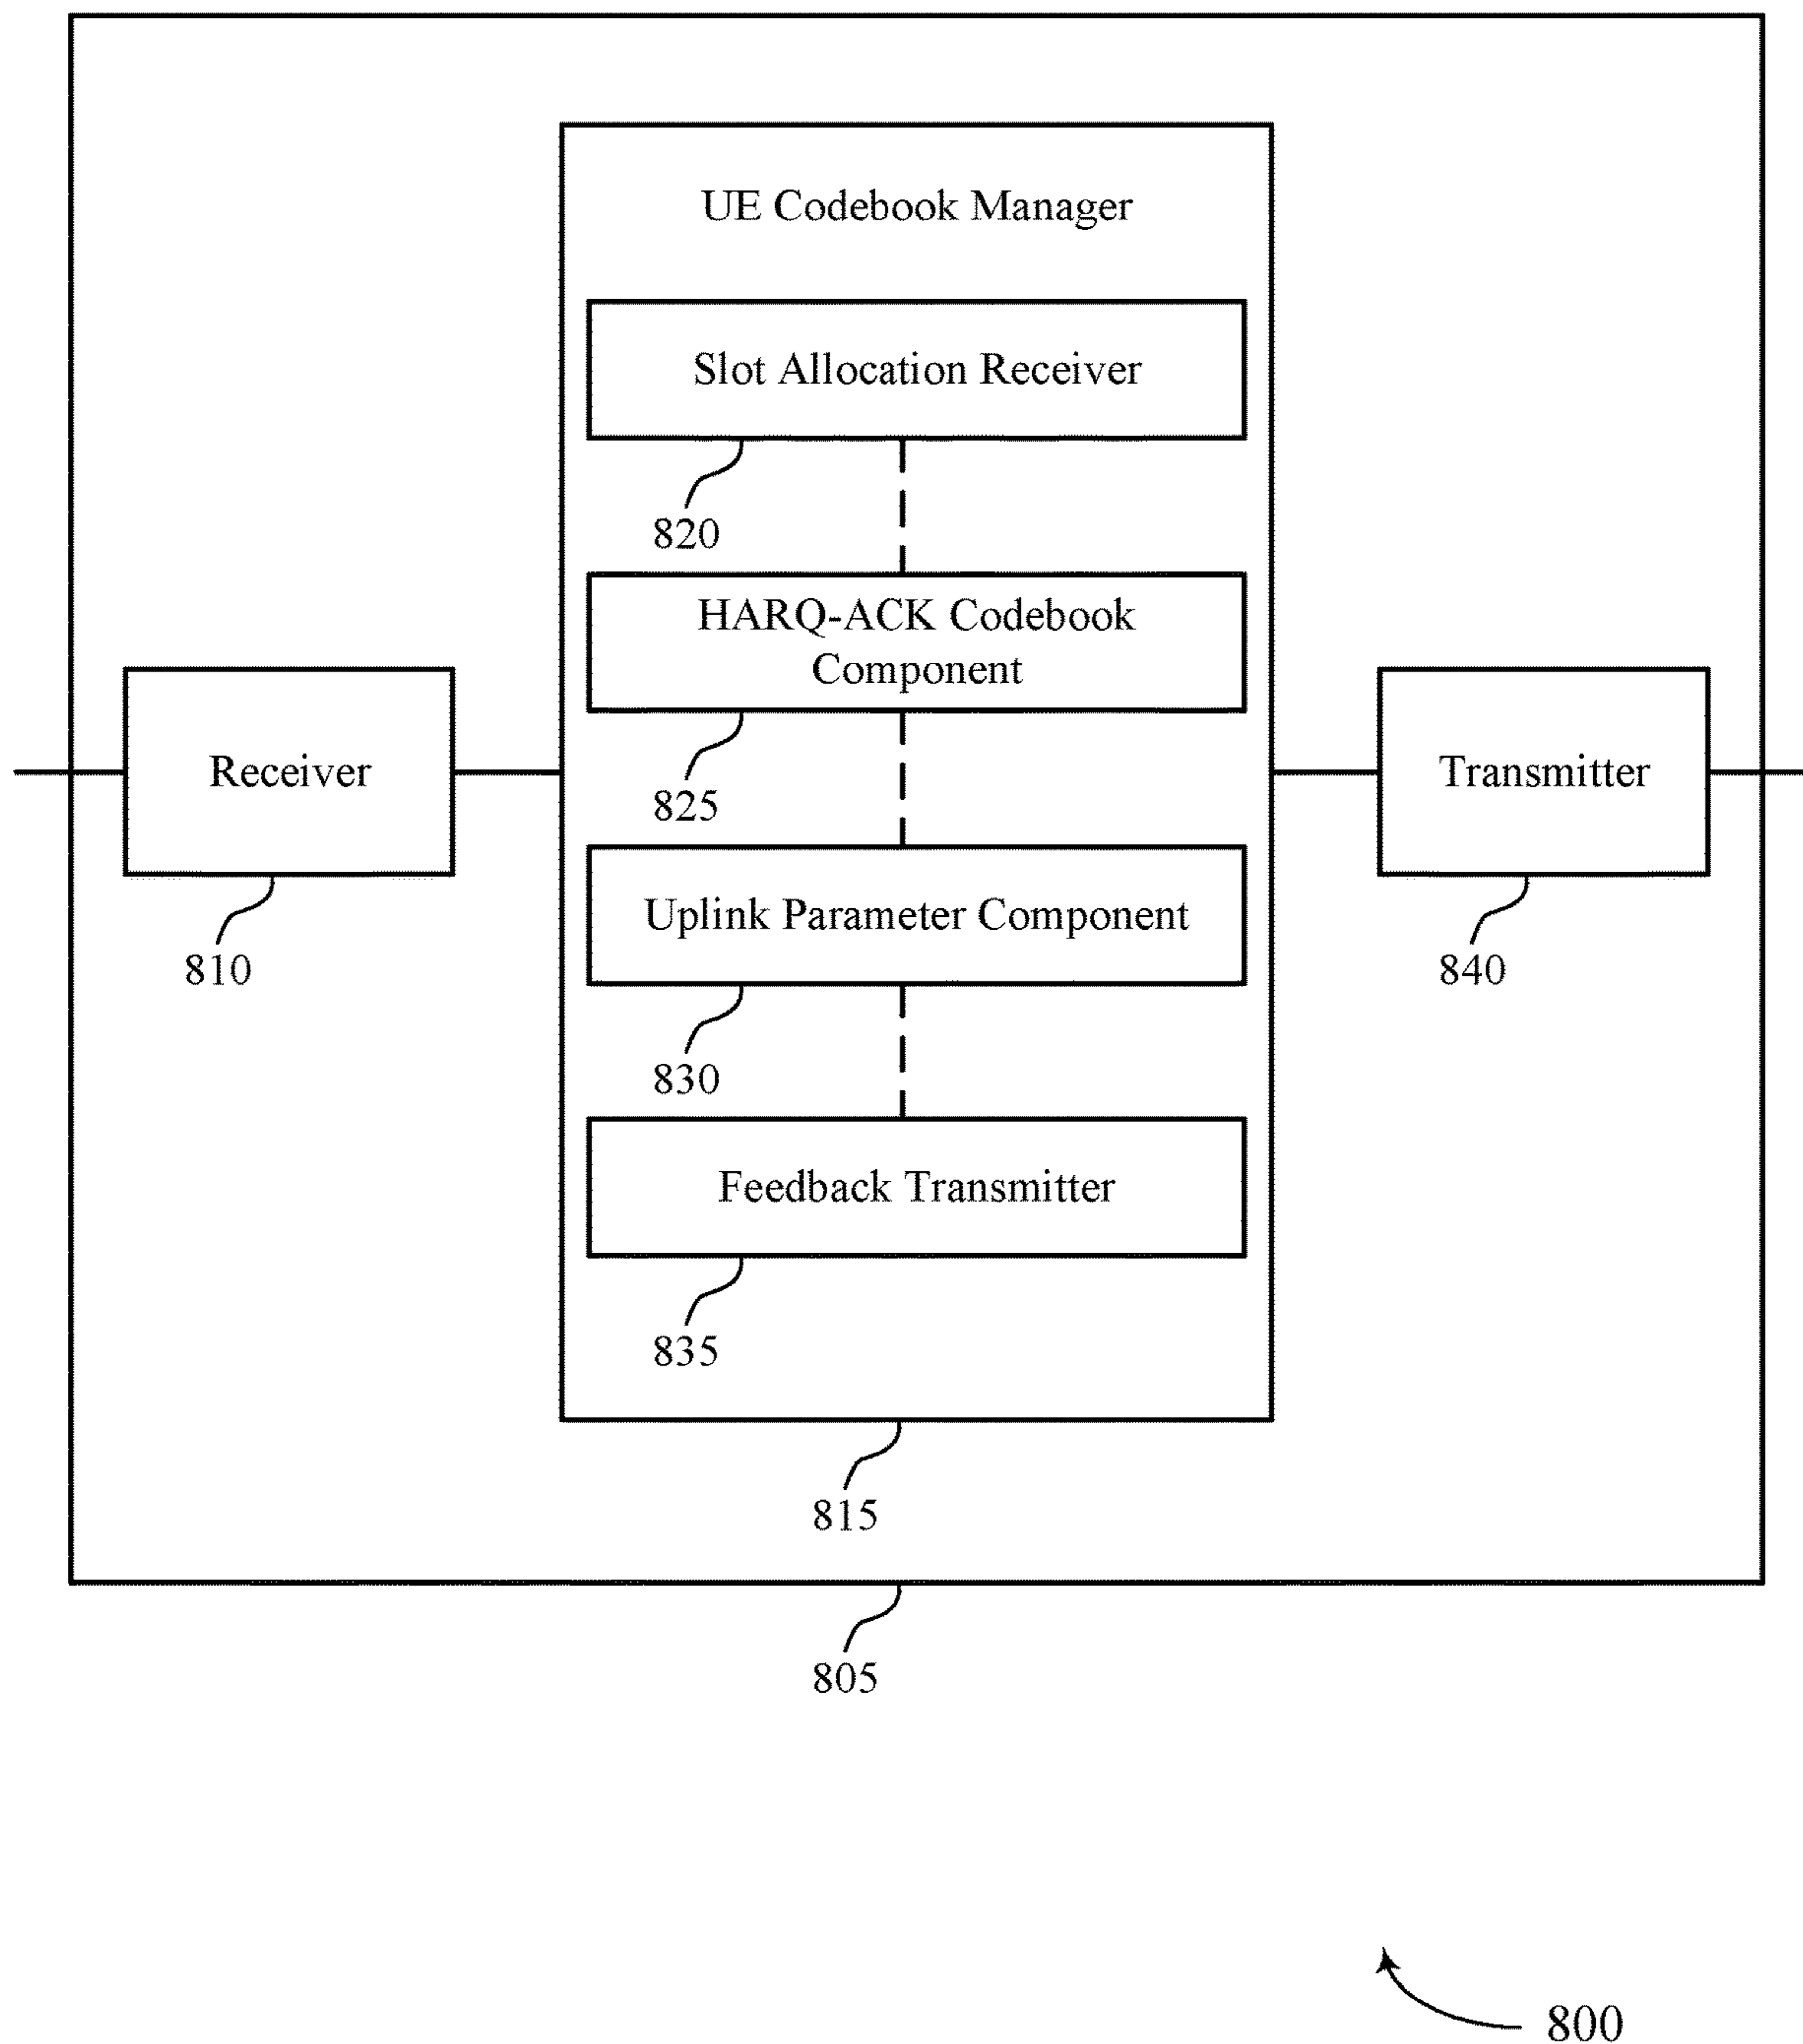 UE Codebook Manager
Slot Allocation Receiver
820
HARQ-ACK Codebook
Component
825
Receiver
810
Transmitter
840
Uplink Parameter Component
830
Feedback Transmitter
835
815
805
800